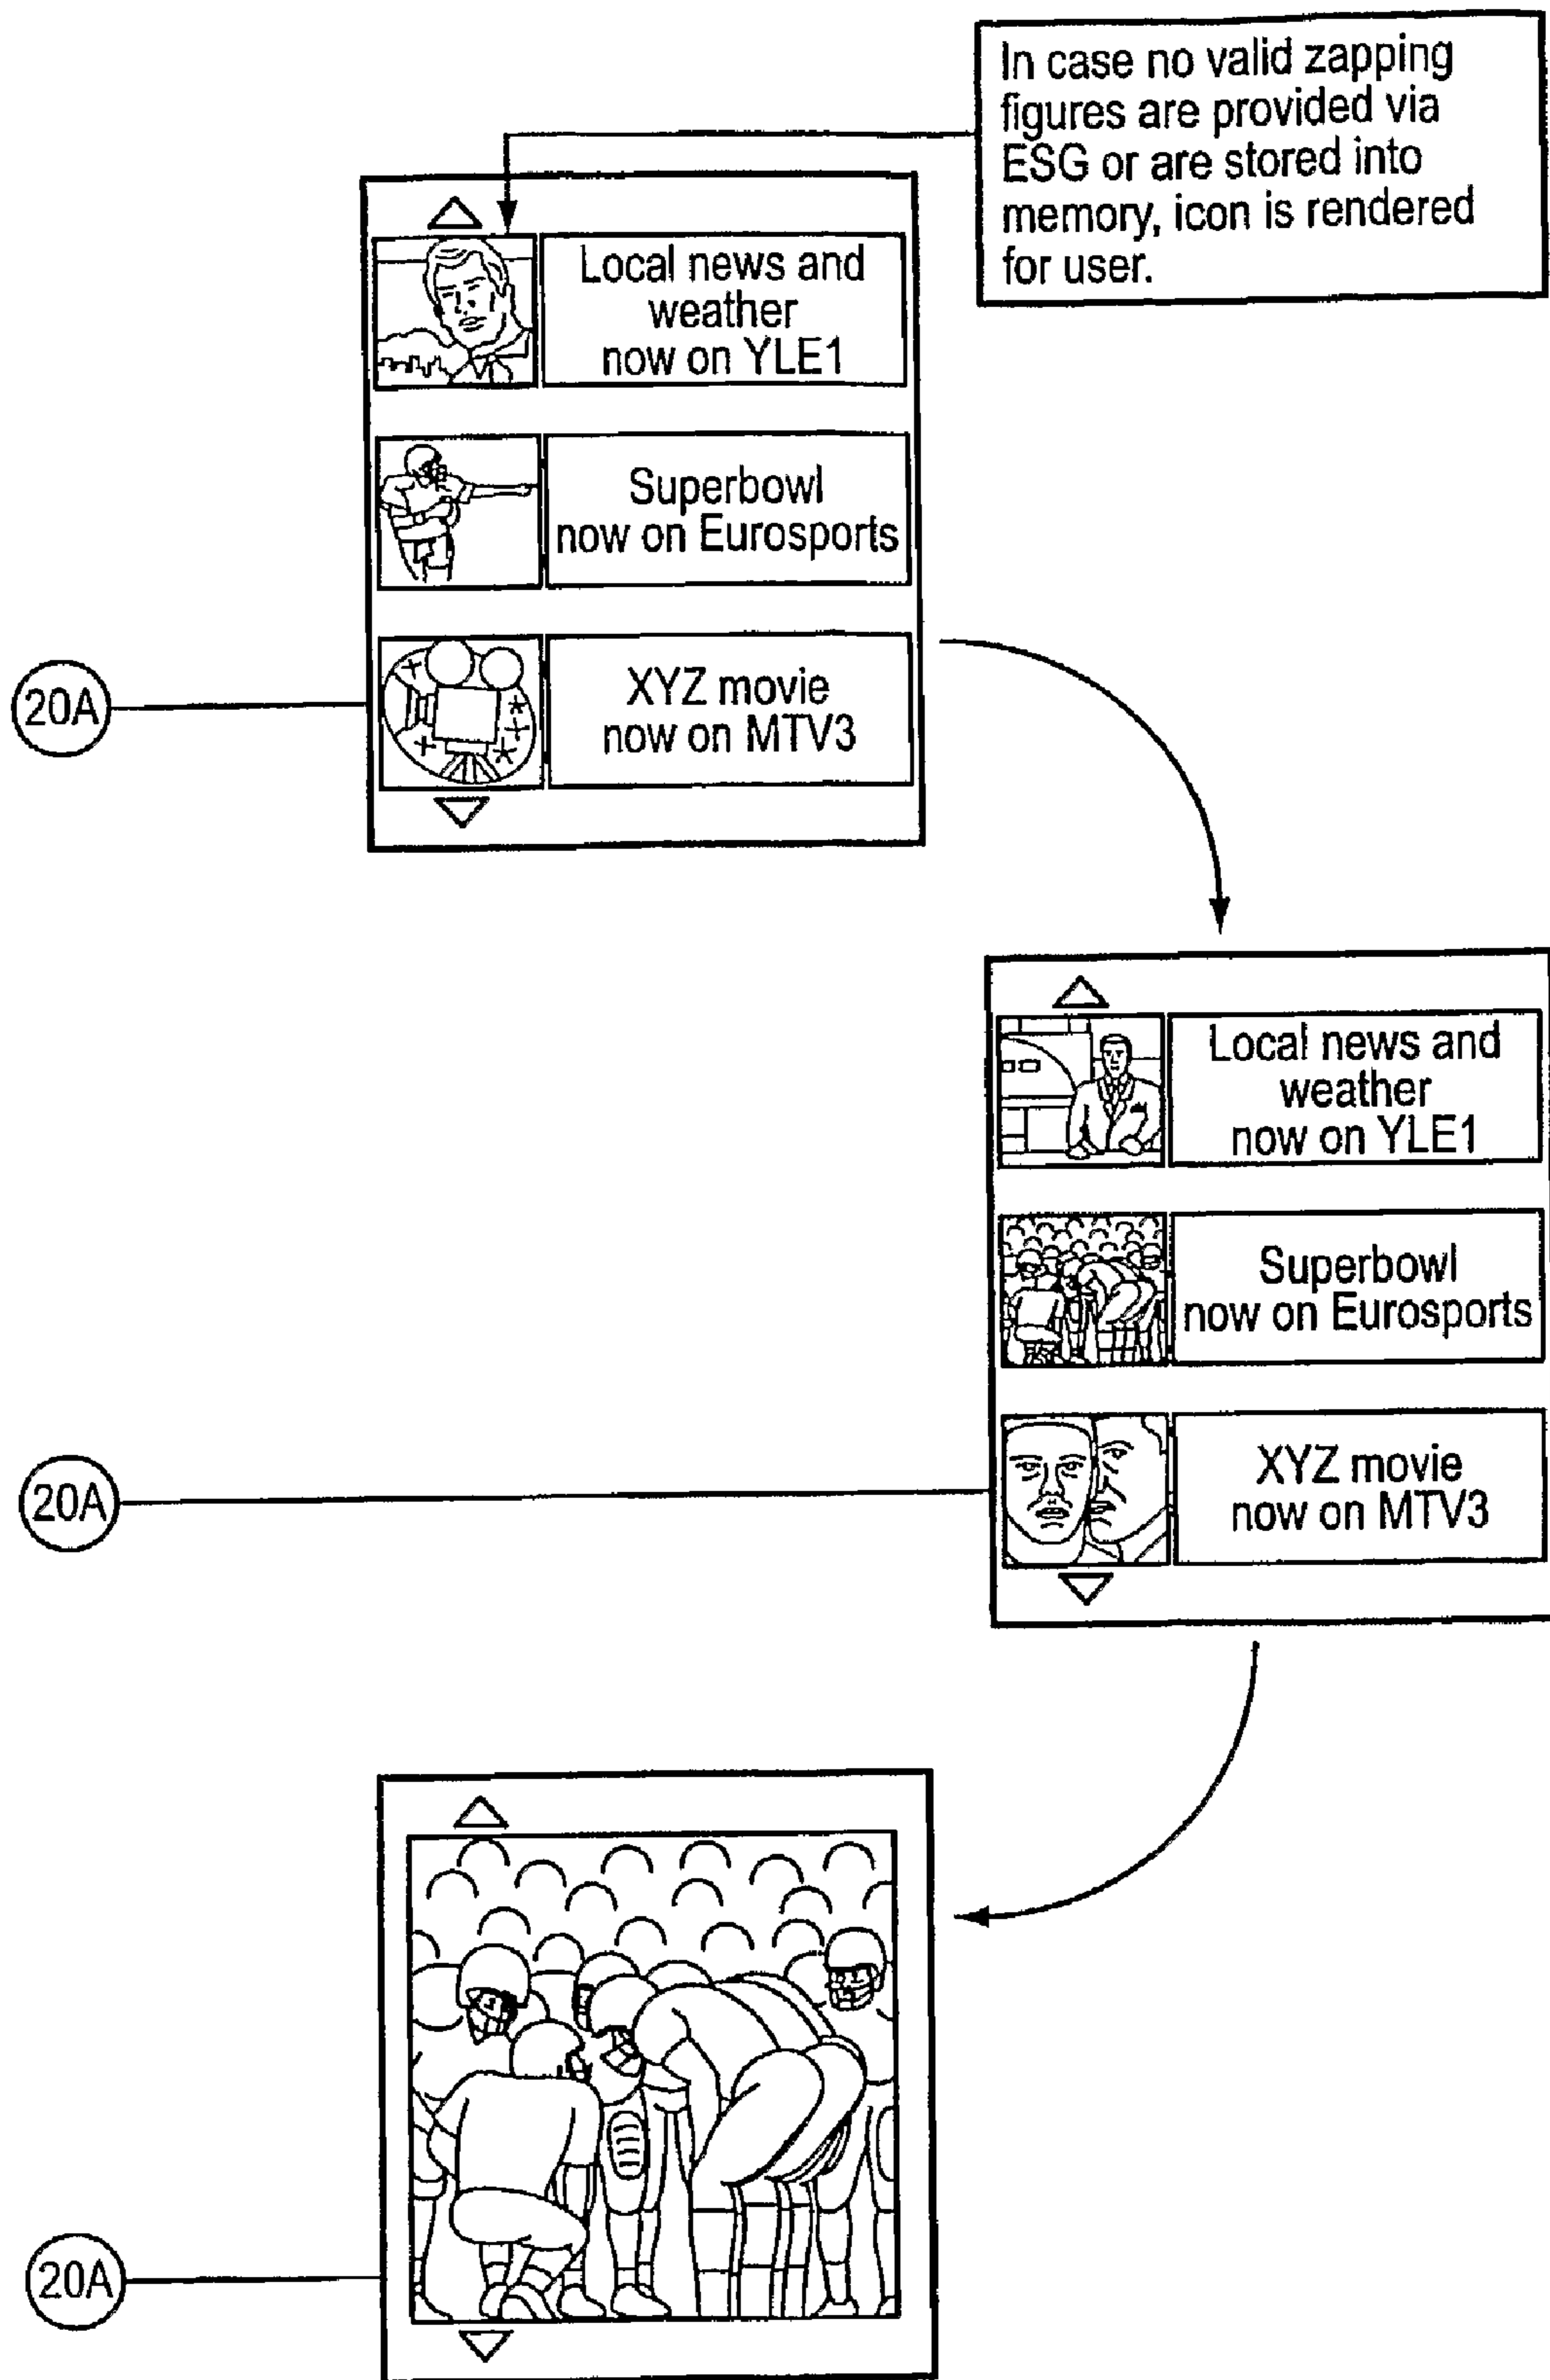 In case no valid zapping
figures are provided via
ESG or are stored into
memory, icon is rendered
for user.
Local news and
weather
now on YLE1
Superbowl
now on Eurosports
20A
XYZ movie
now on MTV3
Local news and
weather
now on YLE1
Superbowl
now on Eurosports
20A
XYZ movie
now on MTV3
20A